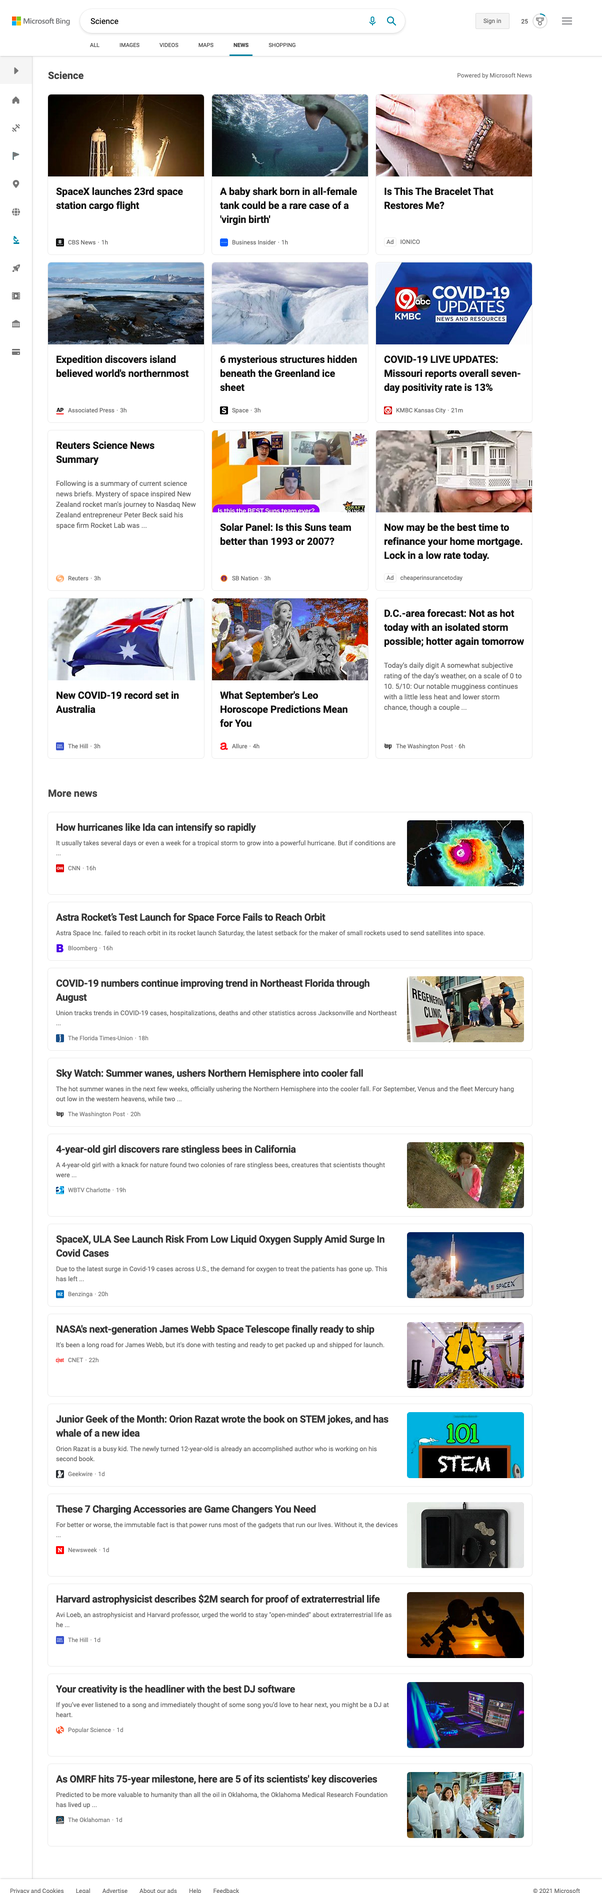 Microsoft Bing
Science
Sign in
25
ALL IMAGES VIDEOS MAPS NEWS SHOPPING
Science
Powered by Microsoft News
SpaceX launches 23rd space
station cargo flight
CBS News · 1h
A baby shark born in all-female
tank could be a rare case of a
'virgin birth'
Business Insider · 1h
Is This The Bracelet That
Restores Me?
Ad IONICO
Expedition discovers island
believed world's northernmost
AP Associated Press · 3h
6 mysterious structures hidden
beneath the Greenland ice
sheet
S Space · 3h
9 abc
KMBC
COVID-19
UPDATES
NEWS AND RESOURCES
COVID-19 LIVE UPDATES:
Missouri reports overall seven-
day positivity rate is 13%
KMBC Kansas City · 21m
Reuters Science News
Summary
Following is a summary of current science
news briefs. Mystery of space inspired New
Zealand rocket man's journey to Nasdaq New
Zealand entrepreneur Peter Beck said his
space firm Rocket Lab was ...
Reuters · 3h
Is this the BEST Suns team ever?
Solar Panel: Is this Suns team
better than 1993 or 2007?
SB Nation · 3h
Now may be the best time to
refinance your home mortgage.
Lock in a low rate today.
Ad cheaperinsurancetoday
New COVID-19 record set in
Australia
The Hill · 3h
What September's Leo
Horoscope Predictions Mean
for You
a Allure · 4h
D.C.-area forecast: Not as hot
today with an isolated storm
possible; hotter again tomorrow
Today's daily digit A somewhat subjective
rating of the day's weather, on a scale of 0 to
10. 5/10: Our notable mugginess continues
with a little less heat and lower storm
chance, though a couple ...
wp The Washington Post · 6h
More news
How hurricanes like Ida can intensify so rapidly
It usually takes several days or even a week for a tropical storm to grow into a powerful hurricane. But if conditions are
...
CNN CNN · 16h
Astra Rocket's Test Launch for Space Force Fails to Reach Orbit
Astra Space Inc. failed to reach orbit in its rocket launch Saturday, the latest setback for the maker of small rockets used to send satellites into space.
B Bloomberg · 16h
COVID-19 numbers continue improving trend in Northeast Florida through
August
Union tracks trends in COVID-19 cases, hospitalizations, deaths and other statistics across Jacksonville and Northeast
...
The Florida Times-Union · 18h
REGENERON
CLINIC
Sky Watch: Summer wanes, ushers Northern Hemisphere into cooler fall
The hot summer wanes in the next few weeks, officially ushering the Northern Hemisphere into the cooler fall. For September, Venus and the fleet Mercury hang
out low in the western heavens, while two ...
wp The Washington Post · 20h
4-year-old girl discovers rare stingless bees in California
A 4-year-old girl with a knack for nature found two colonies of rare stingless bees, creatures that scientists thought
were ...
WBTV Charlotte · 19h
SpaceX, ULA See Launch Risk From Low Liquid Oxygen Supply Amid Surge In
Covid Cases
Due to the latest surge in Covid-19 cases across U.S., the demand for oxygen to treat the patients has gone up. This
has left ...
BZ Benzinga · 20h
SPACEX
NASA's next-generation James Webb Space Telescope finally ready to ship
It's been a long road for James Webb, but it's done with testing and ready to get packed up and shipped for launch.
cnet CNET · 22h
Junior Geek of the Month: Orion Razat wrote the book on STEM jokes, and has
whale of a new idea
Orion Razat is a busy kid. The newly turned 12-year-old is already an accomplished author who is working on his
second book.
Geekwire · 1d
101
STEM
These 7 Charging Accessories are Game Changers You Need
For better or worse, the immutable fact is that power runs most of the gadgets that run our lives. Without it, the devices
...
N Newsweek · 1d
Harvard astrophysicist describes $2M search for proof of extraterrestrial life
Avi Loeb, an astrophysicist and Harvard professor, urged the world to stay "open-minded" about extraterrestrial life as
he ...
The Hill · 1d
Your creativity is the headliner with the best DJ software
If you've ever listened to a song and immediately thought of some song you'd love to hear next, you might be a DJ at
heart.
Popular Science · 1d
As OMRF hits 75-year milestone, here are 5 of its scientists' key discoveries
Predicted to be more valuable to humanity than all the oil in Oklahoma, the Oklahoma Medical Research Foundation
has lived up ...
The Oklahoman · 1d
Privacy and Cookies Legal Advertise About our ads Help Feedback
© 2021 Microsoft